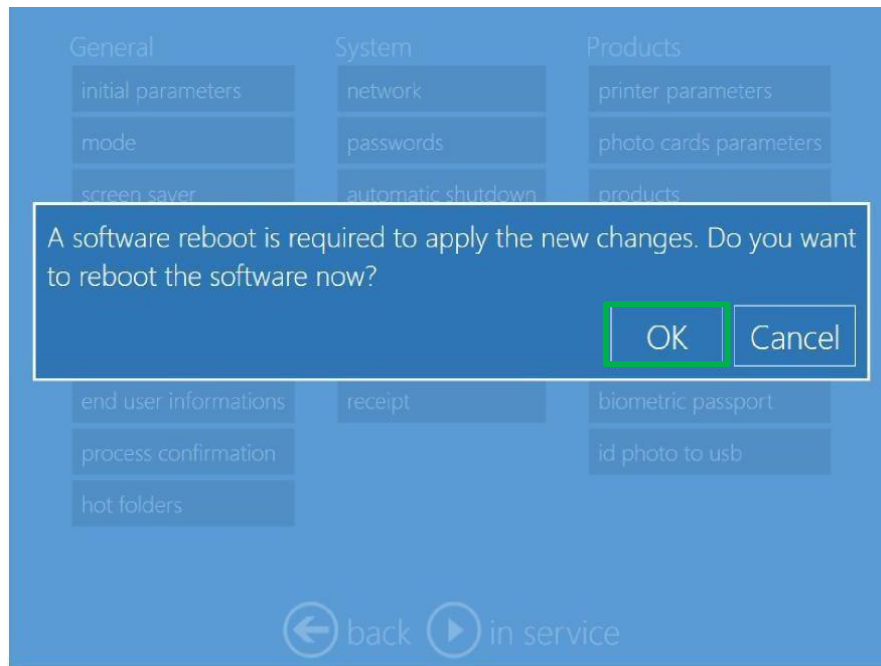 General
System
Products
initial parameters
network
printer parameters
mode
passwords
photo cards parameters
screen saver
automatic shutdown
products
A software reboot is required to apply the new changes. Do you want
to reboot the software now?
OK
Cancel
end user informations
receipt
biometric passport
process confirmation
id photo to usb
hot folders
back
in service